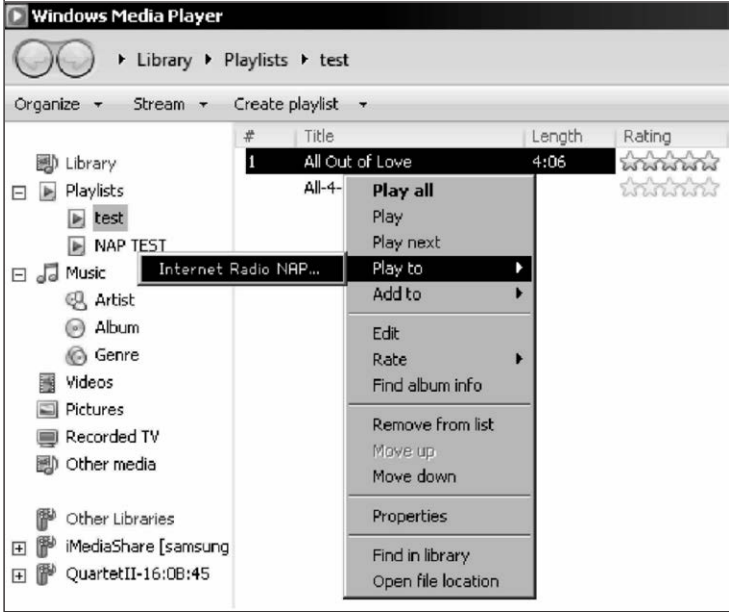 Windows Media Player
Library Playlists test
Organize Stream Create playlist
# Title Length Rating
Library
1 All Out of Love 4:06
Playlists
All-4-
test
NAP TEST
Music
Artist
Album
Genre
Videos
Pictures
Recorded TV
Other media
Other Libraries
iMediaShare [samsung
QuartetII-16:0B:45
Internet Radio NAP...
Play all
Play
Play next
Play to
Add to
Edit
Rate
Find album info
Remove from list
Move up
Move down
Properties
Find in library
Open file location